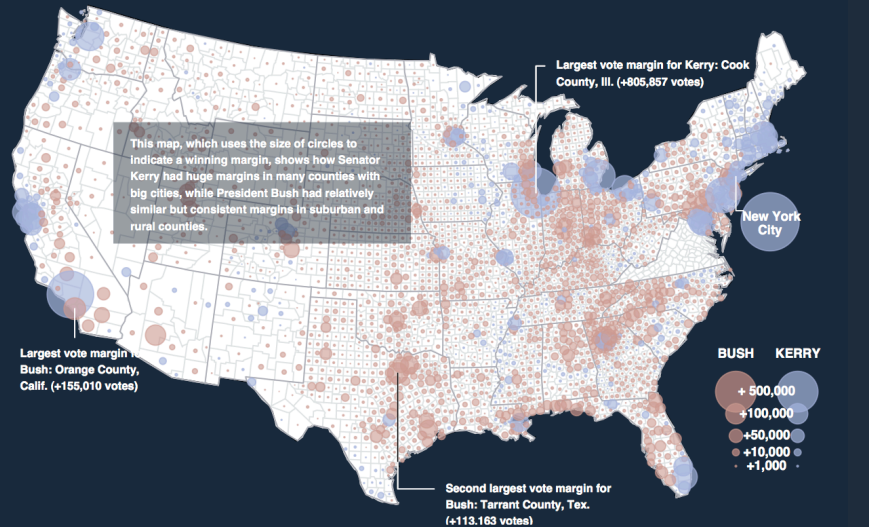 Largest vote margin for Kerry: Cook
County, Ill. (+805,857 votes)
This map, which uses the size of circles to
indicate a winning margin, shows how Senator
Kerry had huge margins in many counties with
big cities, while President Bush had relatively
similar but consistent margins in suburban and
rural counties.
New York
City
Largest vote margin
Bush: Orange County,
Calif. (+155,010 votes)
BUSH KERRY
+ 500,000
+100,000
+50,000
+10,000
+1,000
Second largest vote margin for
Bush: Tarrant County, Tex.
(+113,163 votes)